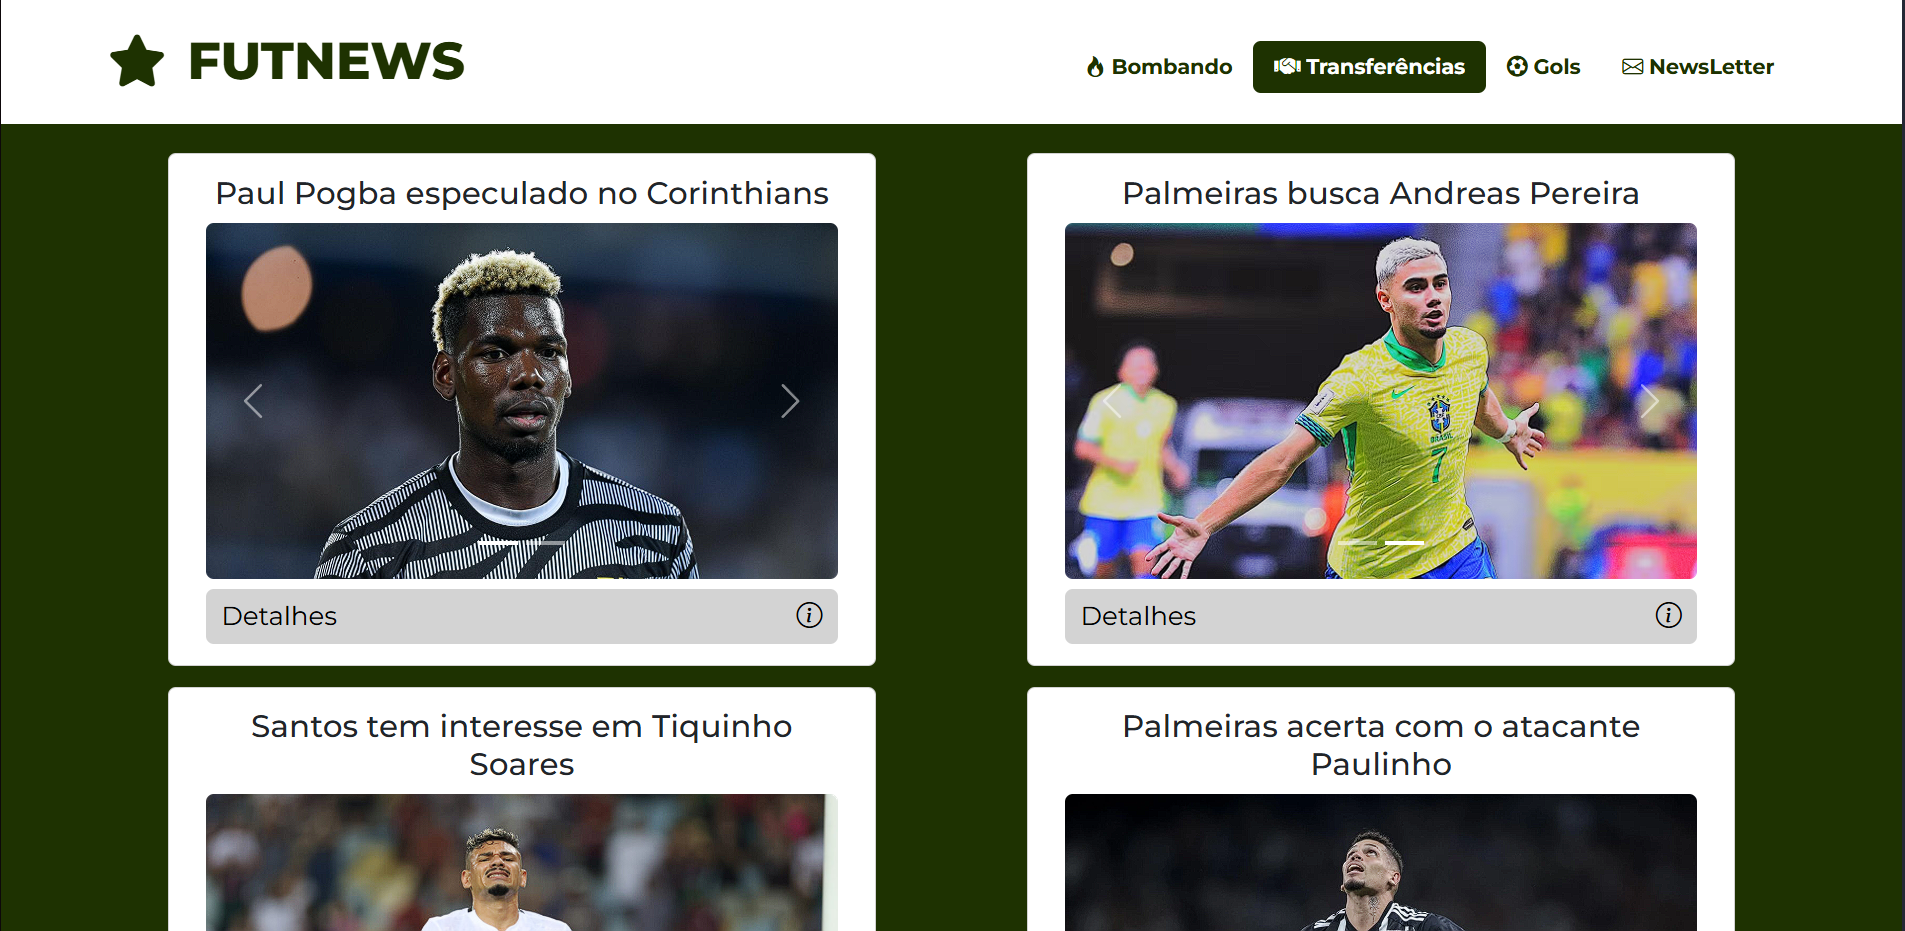 FUTNEWS
Bombando
Transferências
Gols
NewsLetter
Paul Pogba especulado no Corinthians
Detalhes
Palmeiras busca Andreas Pereira
BRASIL
7
Detalhes
Santos tem interesse em Tiquinho
Soares
Palmeiras acerta com o atacante
Paulinho